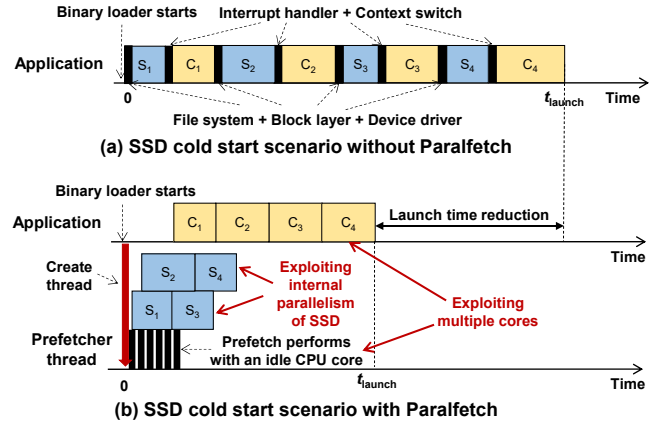 Binary loader starts
Interrupt handler + Context switch
Application
S1 C1 S2 C2 S3 C3 S4 C4
0
tlaunch
Time
File system + Block layer + Device driver
(a) SSD cold start scenario without Paralfetch
Binary loader starts
Application
C1 C2 C3 C4
Launch time reduction
Time
Create
thread
S2 S4
S1 S3
Exploiting
internal
parallelism
of SSD
Exploiting
multiple cores
Prefetcher
thread
Prefetch performs
with an idle CPU core
0
tlaunch
Time
(b) SSD cold start scenario with Paralfetch